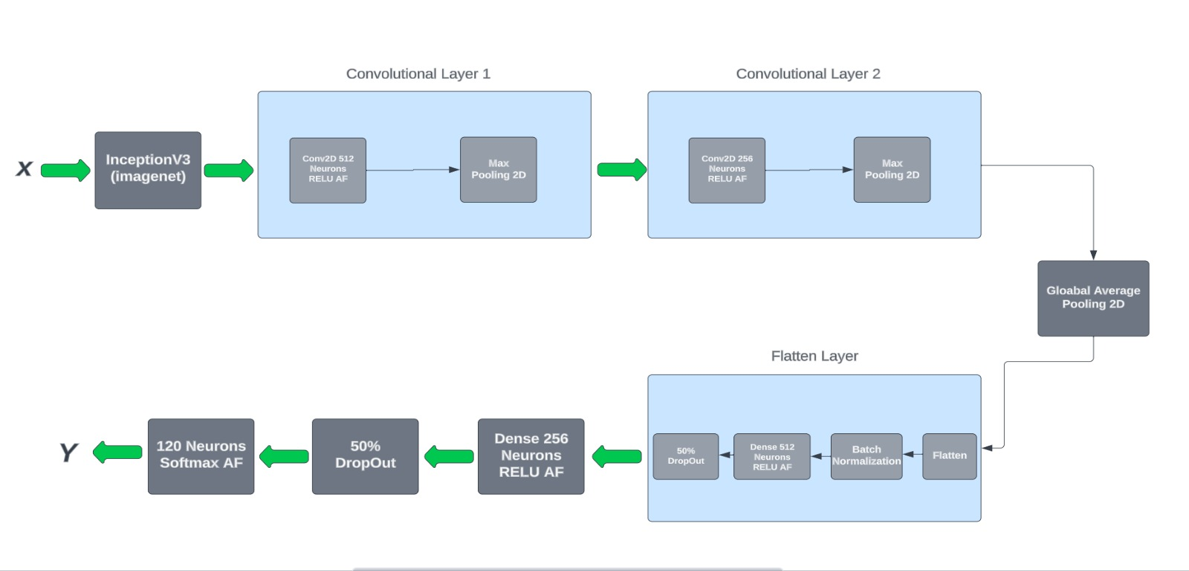 Convolutional Layer 1
Convolutional Layer 2
X
InceptionV3
(imagenet)
Conv2D 512
Neurons
RELU AF
Max
Pooling 2D
Conv2D 256
Neurons
RELU AF
Max
Pooling 2D
Gloabal Average
Pooling 2D
Flatten Layer
Flatten
Batch
Normalization
Dense 512
Neurons
RELU AF
50%
DropOut
Dense 256
Neurons
RELU AF
50%
DropOut
120 Neurons
Softmax AF
Y